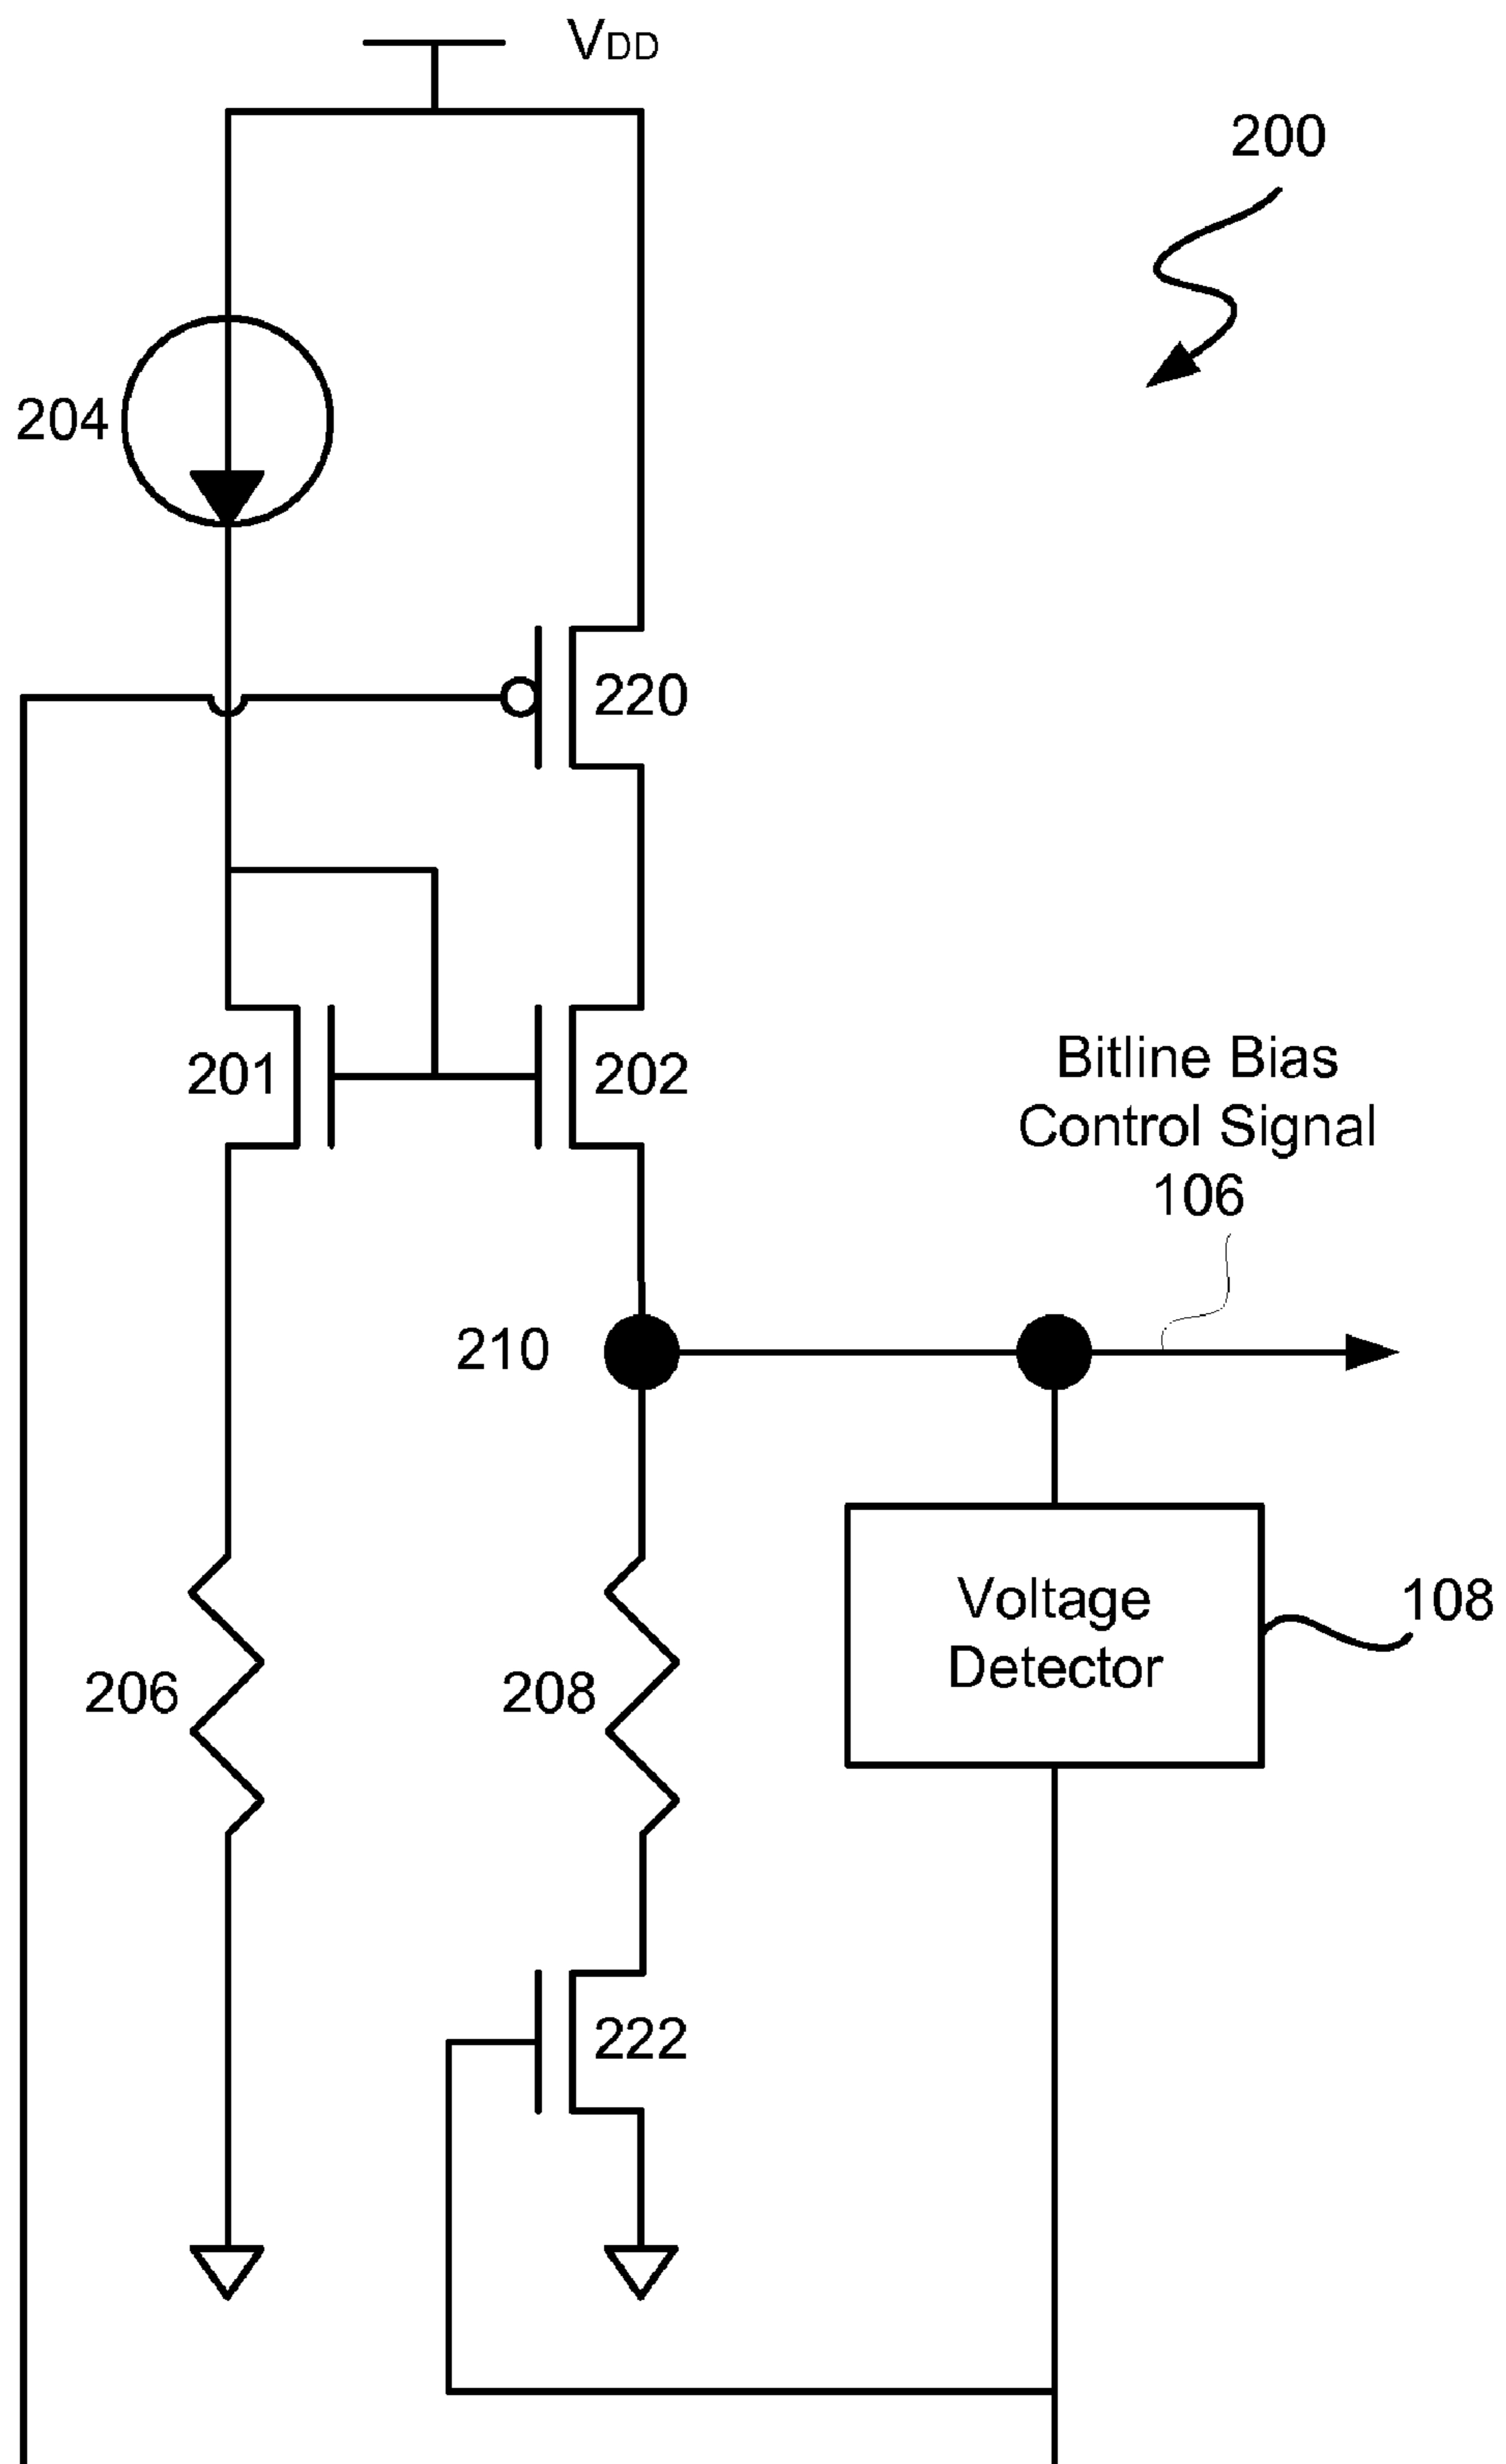 VDD
200
204
220
201
202
Bitline Bias
Control Signal
106
210
Voltage
Detector
108
206
208
222